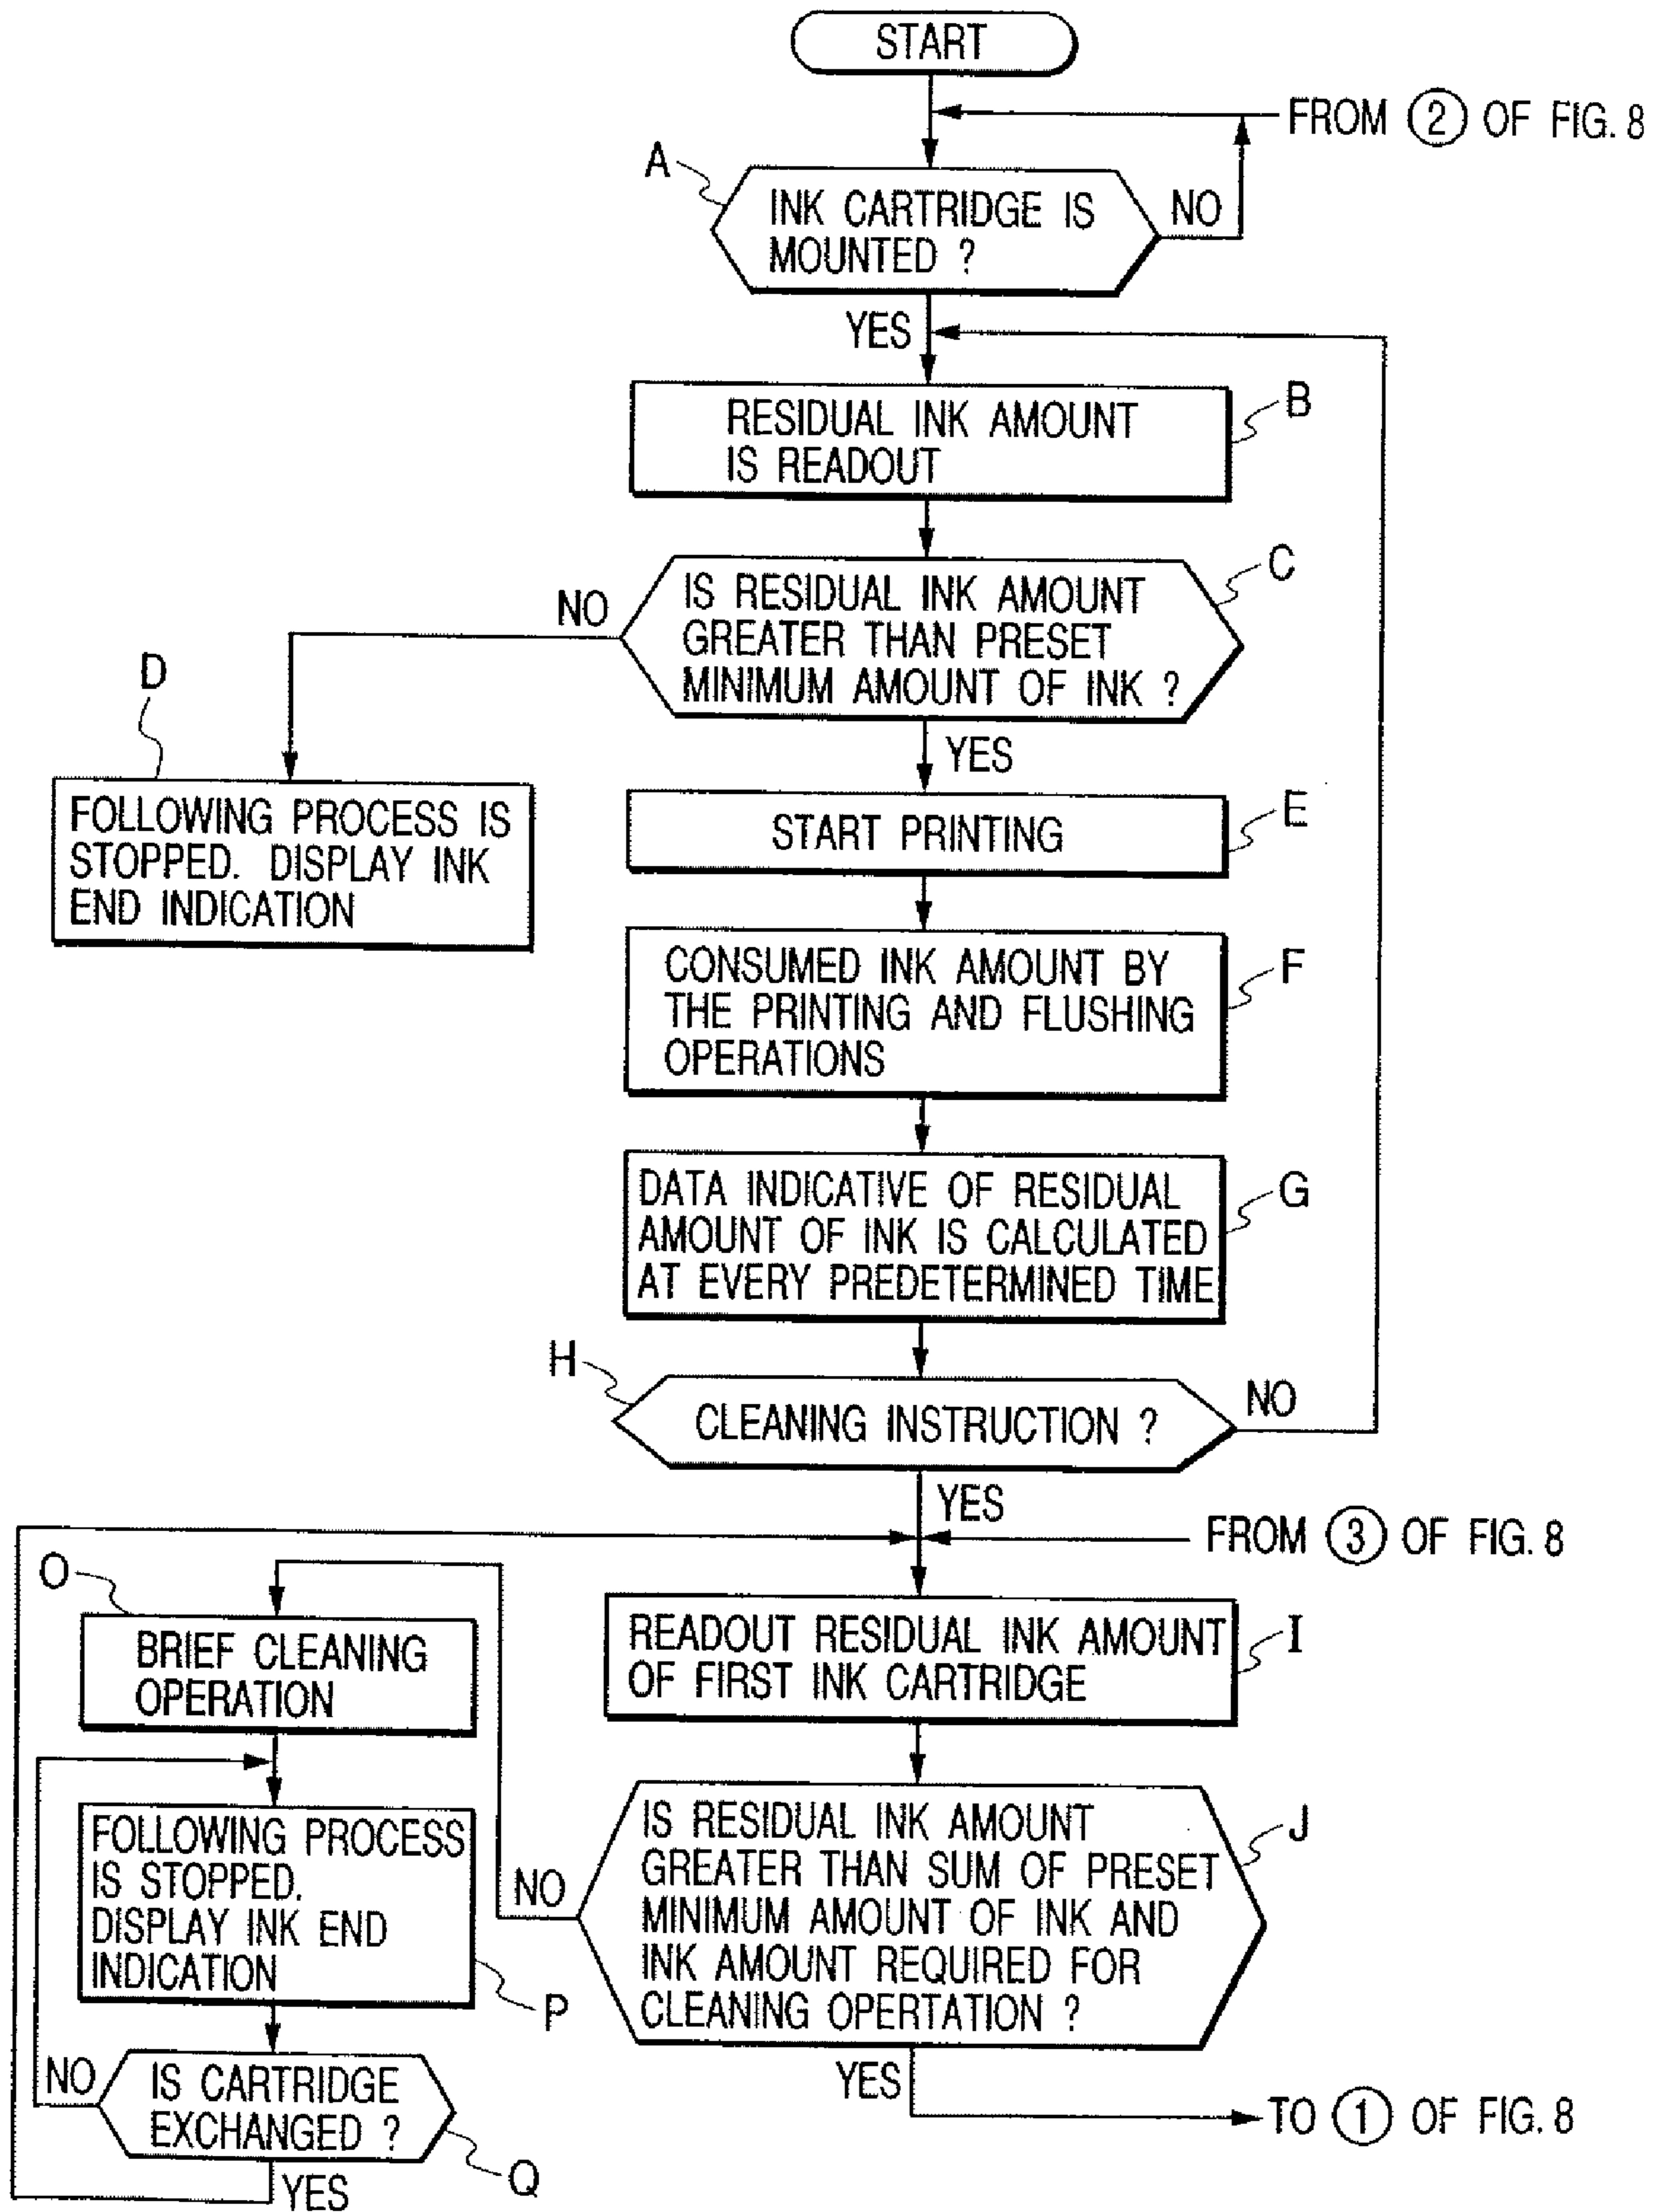 START
FROM 2 OF FIG. 8
A
INK CARTRIDGE IS
MOUNTED ?
NO
YES
RESIDUAL INK AMOUNT
IS READOUT
B
IS RESIDUAL INK AMOUNT
GREATER THAN PRESET
MINIMUM AMOUNT OF INK ?
C
NO
D
FOLLOWING PROCESS IS
STOPPED. DISPLAY INK
END INDICATION
YES
START PRINTING
E
CONSUMED INK AMOUNT BY
THE PRINTING AND FLUSHING
OPERATIONS
F
DATA INDICATIVE OF RESIDUAL
AMOUNT OF INK IS CALCULATED
AT EVERY PREDETERMINED TIME
G
H
CLEANING INSTRUCTION ?
NO
YES
FROM 3 OF FIG. 8
O
BRIEF CLEANING
OPERATION
READOUT RESIDUAL INK AMOUNT
OF FIRST INK CARTRIDGE
I
FOLLOWING PROCESS
IS STOPPED.
DISPLAY INK END
INDICATION
P
NO
IS RESIDUAL INK AMOUNT
GREATER THAN SUM OF PRESET
MINIMUM AMOUNT OF INK AND
INK AMOUNT REQUIRED FOR
CLEANING OPERTATION ?
J
NO
IS CARTRIDGE
EXCHANGED ?
Q
YES
YES
TO 1 OF FIG. 8